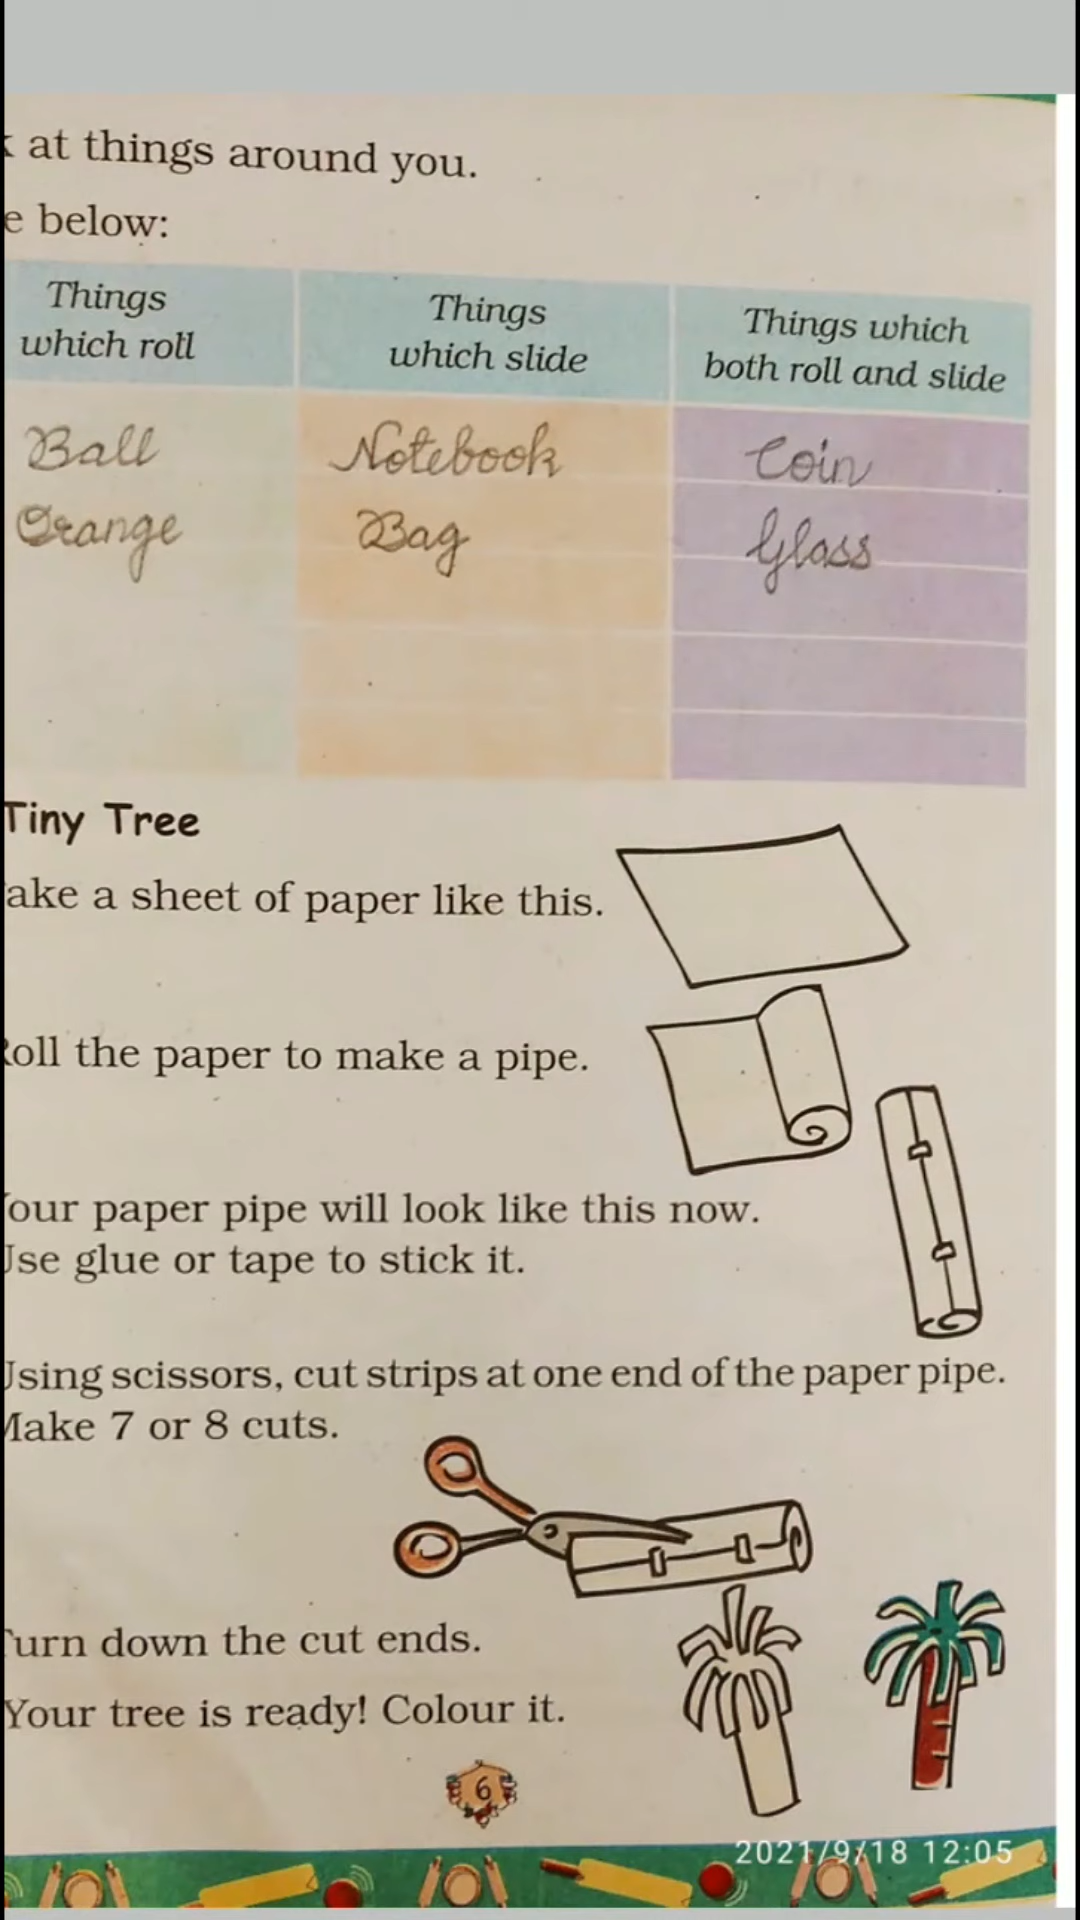 at things around you.
e below:
Things
which roll
Things
which slide
Things which
both roll and slide
Ball
Notebook
Coin
Orange
Bag
Glass
Tiny Tree
ake a sheet of paper like this.
oll the paper to make a pipe.
our paper pipe will look like this now.
Use glue or tape to stick it.
Using scissors, cut strips at one end of the paper pipe.
Make 7 or 8 cuts.
urn down the cut ends.
Your tree is ready! Colour it.
6
2021/9/18 12:05